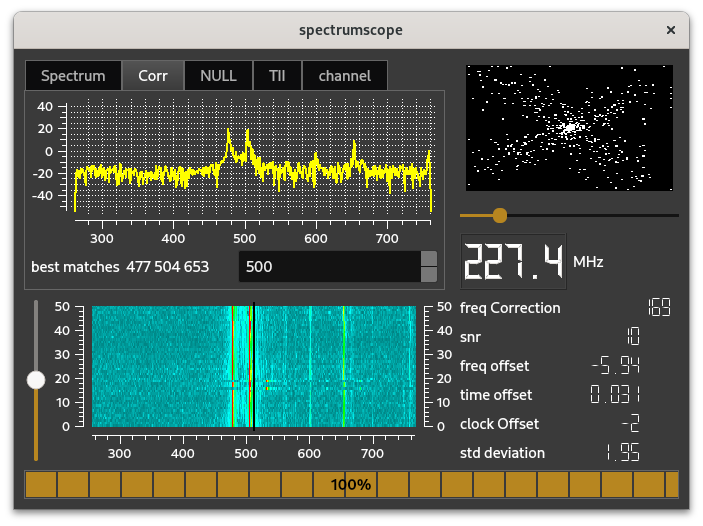 spectrumscope ×
Spectrum Corr NULL TII channel
40
20
0
-20
-40
300 400 500 600 700
best matches 477 504 653 500
227.4 MHz
freq Correction 169
snr 10
freq offset -5.94
time offset 0.031
clock Offset -2
std deviation 1.95
50 50
40 40
30 30
20 20
10 10
0 0
300 400 500 600 700
100%